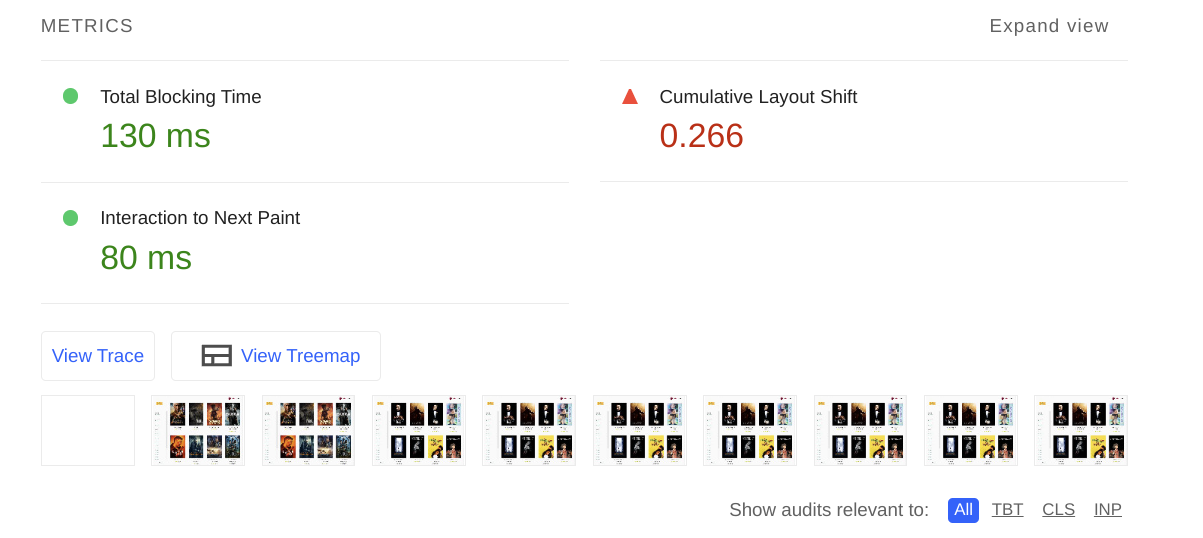 METRICS
Expand view
Total Blocking Time
130 ms
Cumulative Layout Shift
0.266
Interaction to Next Paint
80 ms
View Trace
View Treemap
Show audits relevant to: All TBT CLS INP